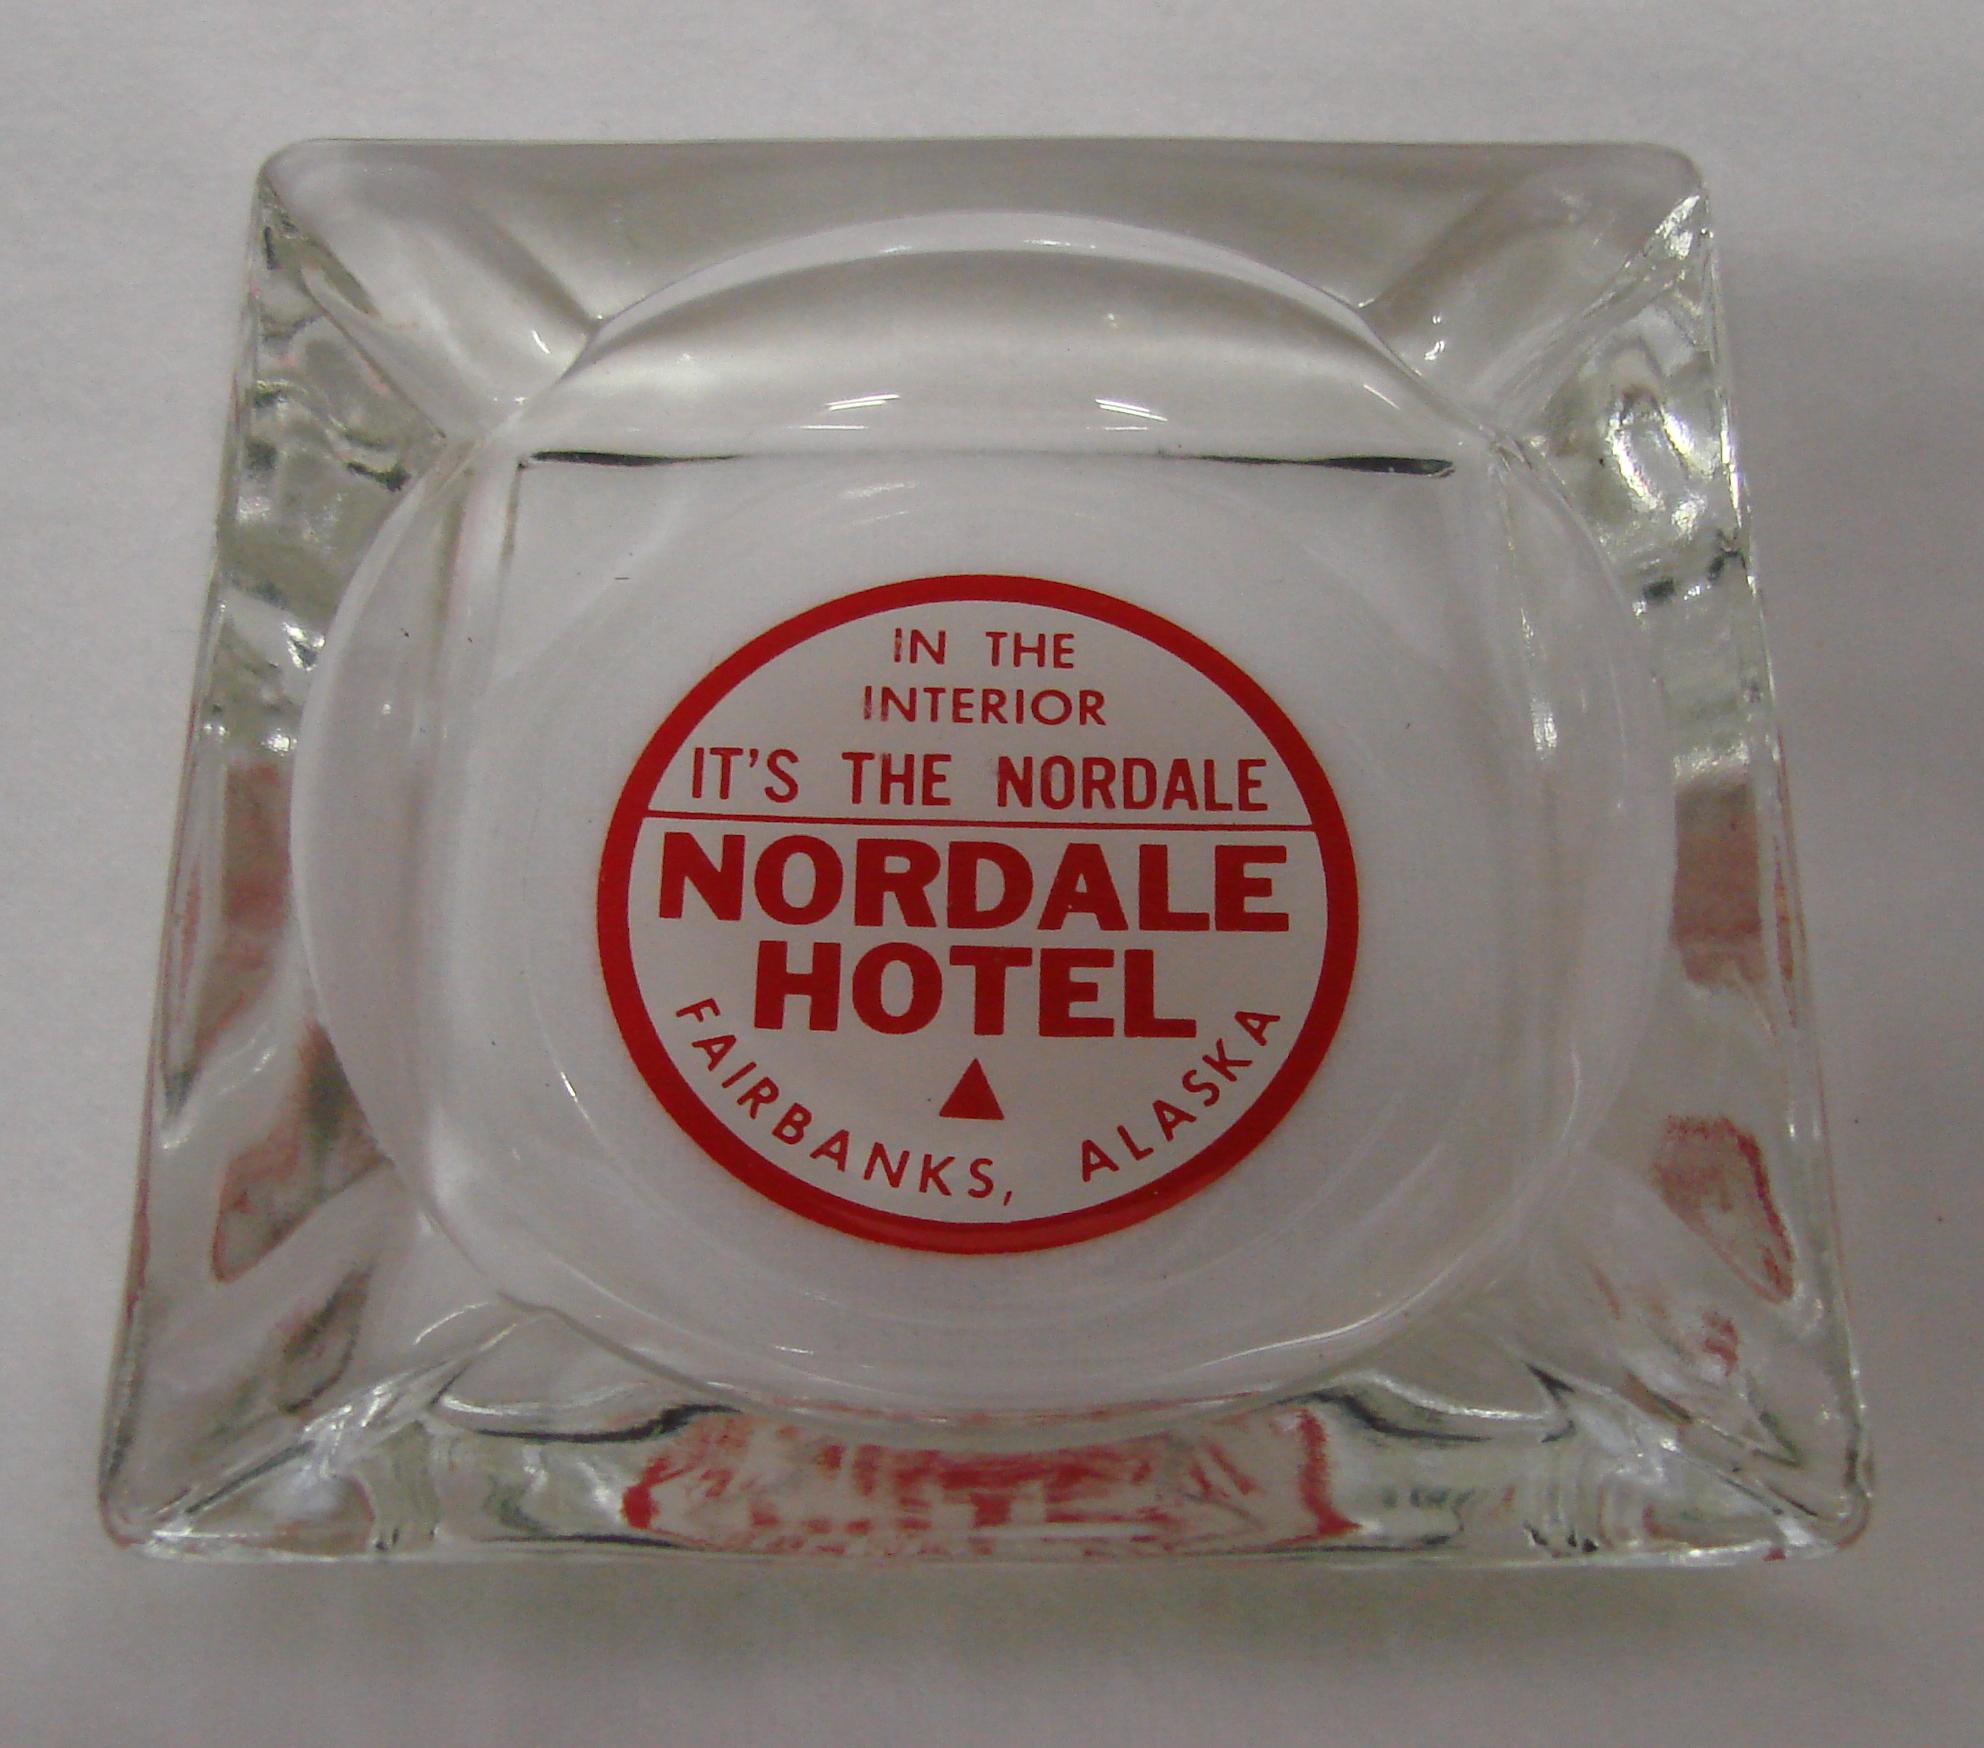 IN THE
INTERIOR
IT'S THE NORDALE
NORDALE
HOTEL
FAIRBANKS, ALASKA